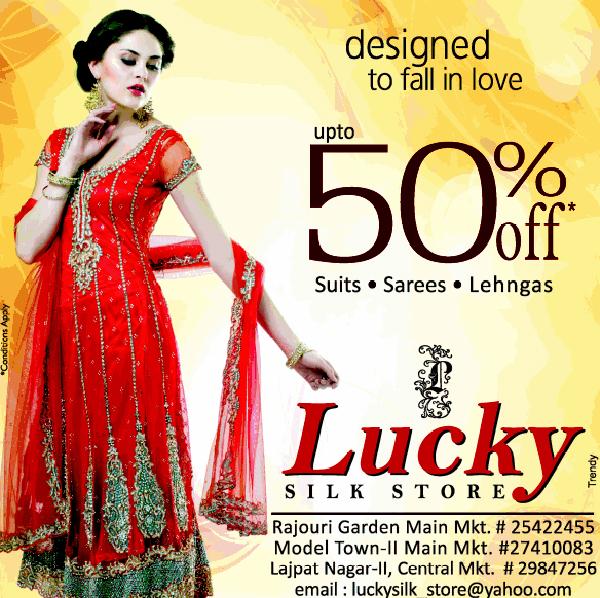 designed
to fall in love
upto
50% off*
Suits • Sarees • Lehngas
*Conditions Apply
Lucky
SILK STORE
Trendy
Rajouri Garden Main Mkt. # 25422455
Model Town-II Main Mkt. #27410083
Lajpat Nagar-II, Central Mkt. # 29847256
email : luckysilk_store@yahoo.com